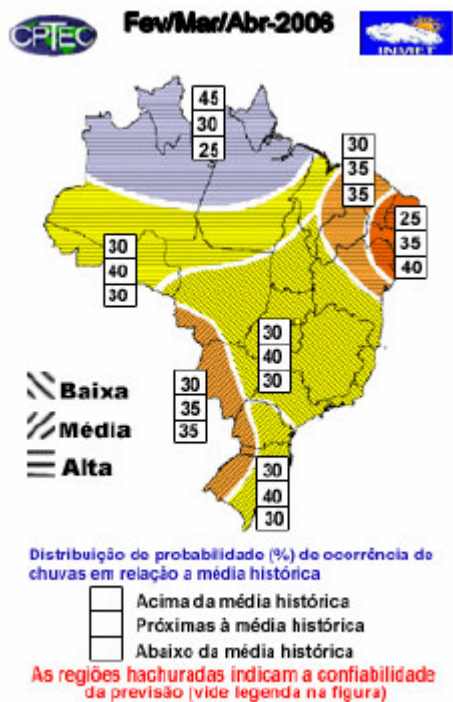 CPTEC
Fev/Mar/Abr-2006
INMET
45
30
25
30
35
35
25
35
40
30
40
30
30
40
30
30
35
35
30
40
30
Baixa
Média
Alta
Distribuição de probabilidade (%) de ocorrência de
chuvas em relação a média histórica
Acima da média histórica
Próximas à média histórica
Abaixo da média histórica
As regiões hachuradas indicam a confiabilidade
da previsão (vide legenda na figura)